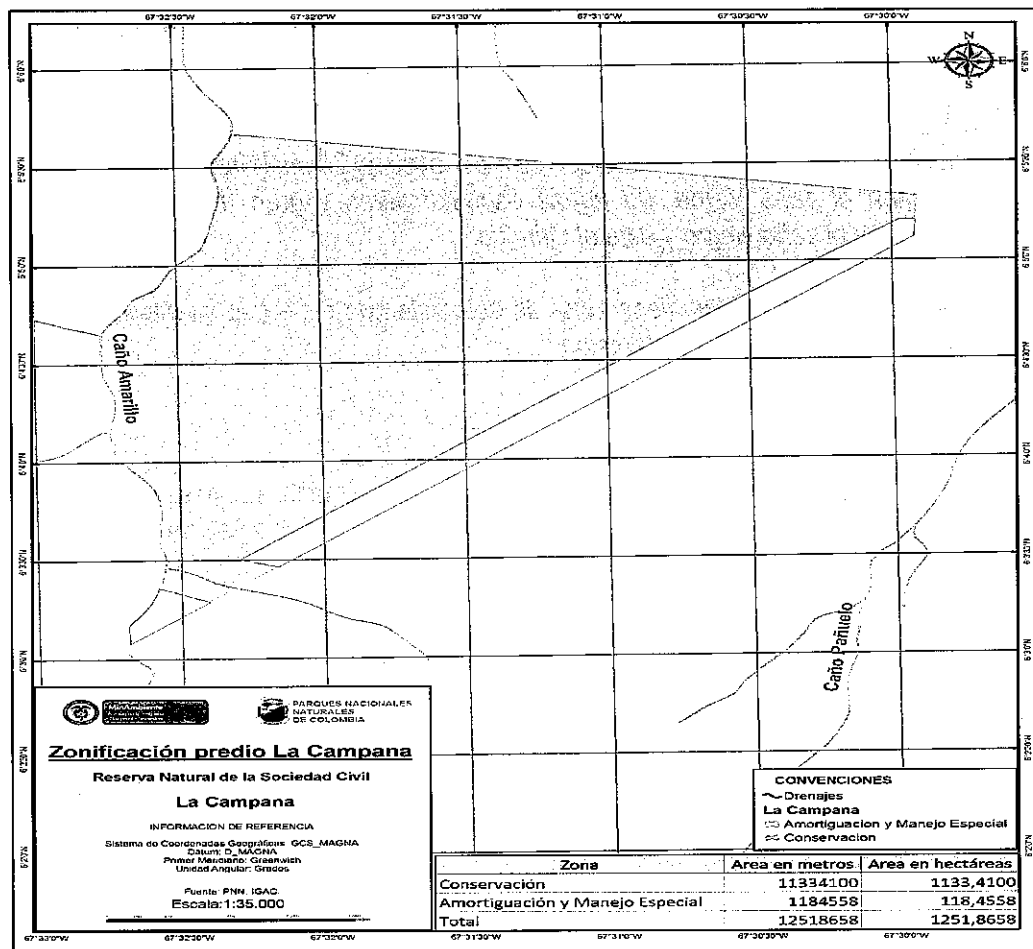 67°32'30"W 67°32'0"W 67°31'30"W 67°31'0"W 67°30'30"W 67°30'0"W
N
W E
S
Caño Amarillo
Caño Pañuelo
PARQUES NACIONALES
NATURALES
DE COLOMBIA
Zonificación predio La Campana
Reserva Natural de la Sociedad Civil
La Campana
INFORMACION DE REFERENCIA
Sistema de Coordenadas Geográficas GCS_MAGNA
Datum: D_MAGNA
Primer Meridiano: Greenwich
Unidad Angular: Grados
Fuente: PNN, IGAC
Escala:1:35.000
CONVENCIONES
Drenajes
La Campana
Amortiguacion y Manejo Especial
Conservacion
Zona Area en metros Area en hectáreas
Conservación 11334100 1133,4100
Amortiguación y Manejo Especial 1184558 118,4558
Total 12518658 1251,8658
67°33'0"W 67°32'30"W 67°32'0"W 67°31'30"W 67°31'0"W 67°30'30"W 67°30'0"W